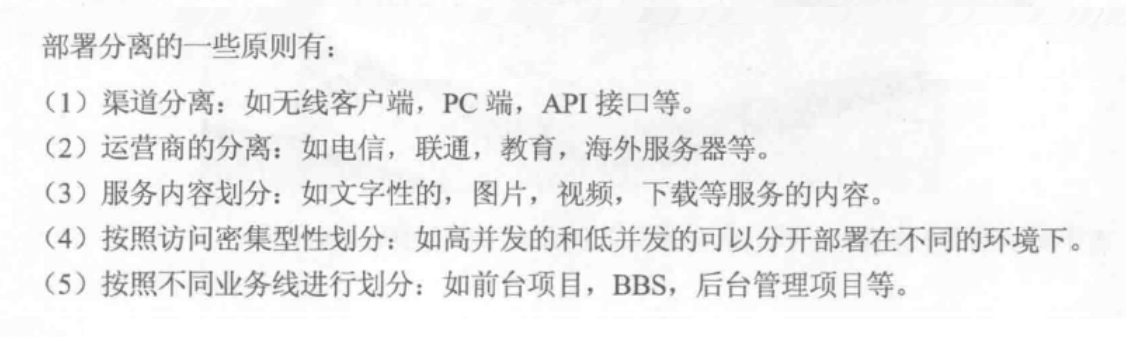 部署分离的一些原则有：
（1）渠道分离：如无线客户端，PC 端，API 接口等。
（2）运营商的分离：如电信，联通，教育，海外服务器等。
（3）服务内容划分：如文字性的，图片，视频，下载等服务的内容。
（4）按照访问密集型性划分：如高并发的和低并发的可以分开部署在不同的环境下。
（5）按照不同业务线进行划分：如前台项目，BBS，后台管理项目等。